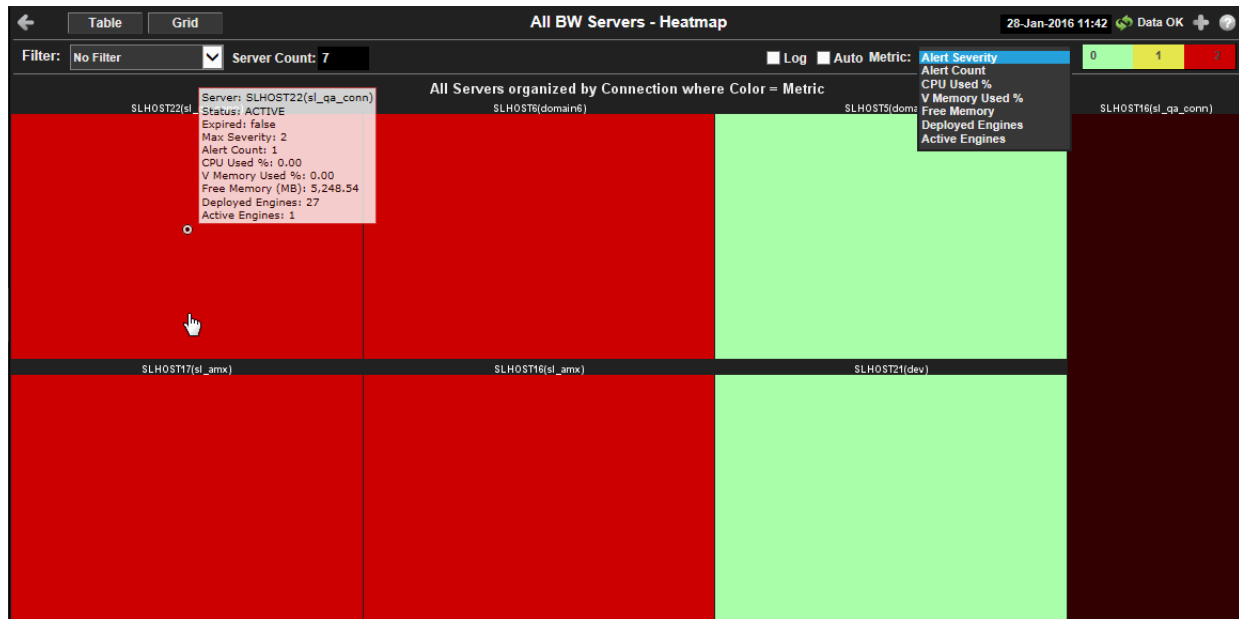 Table Grid All BW Servers - Heatmap 28-Jan-2016 11:42 Data OK
Filter: No Filter Server Count: 7 Log Auto Metric: Alert Severity 0 1 2
Alert Count
CPU Used %
V Memory Used %
Free Memory
Deployed Engines
Active Engines
All Servers organized by Connection where Color = Metric
SLHOST22(sl_ SLHOST6(domain6) SLHOST5(doma SLHOST16(sl_qa_conn)
Server: SLHOST22(sl_qa_conn)
Status: ACTIVE
Expired: false
Max Severity: 2
Alert Count: 1
CPU Used %: 0.00
V Memory Used %: 0.00
Free Memory (MB): 5,248.54
Deployed Engines: 27
Active Engines: 1
SLHOST17(sl_amx) SLHOST16(sl_amx) SLHOST21(dev)